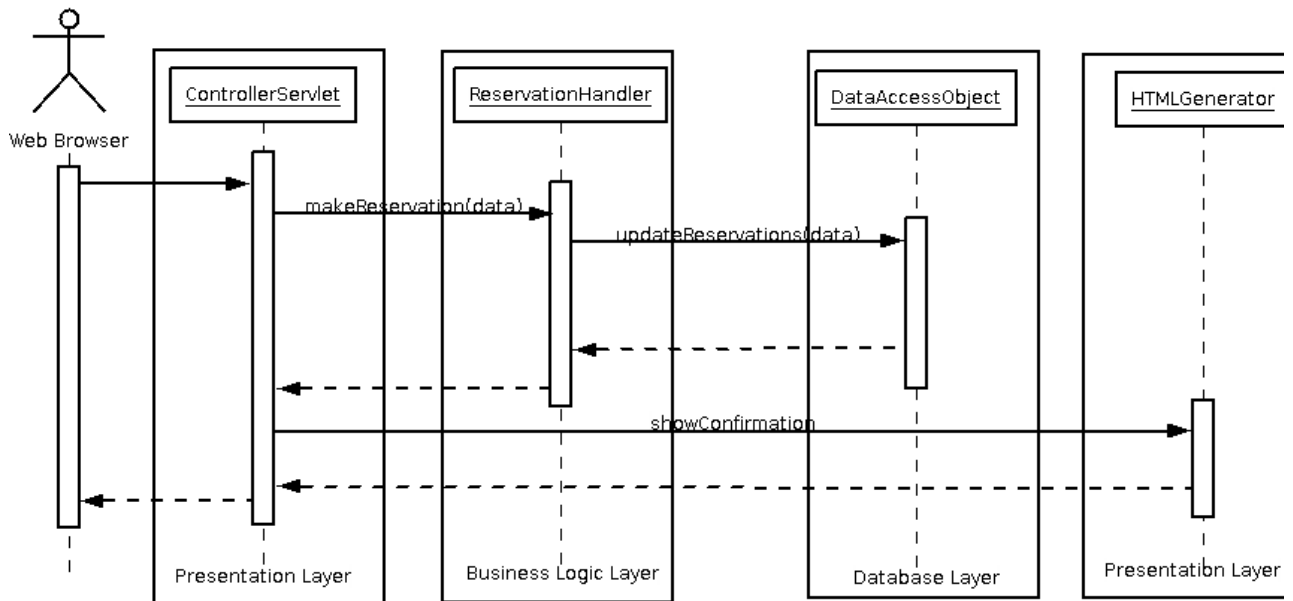 ControllerServlet
ReservationHandler
DataAccessObject
HTMLGenerator
Web Browser
makeReservation(data)
updateReservations(data)
showConfirmation
Presentation Layer
Business Logic Layer
Database Layer
Presentation Layer